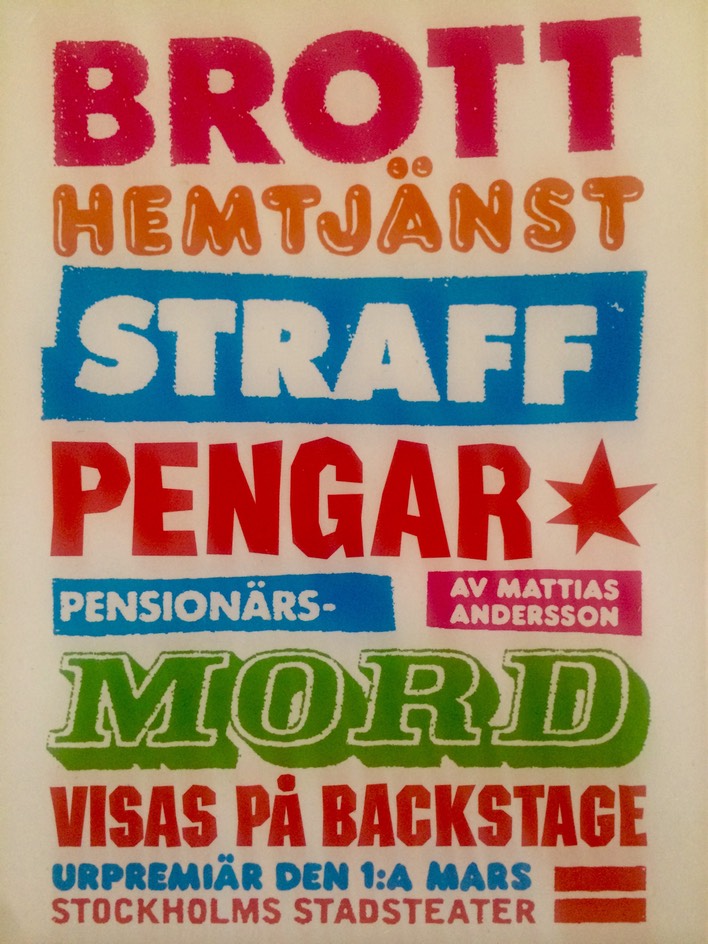 BROTT
HEMTJÄNST
STRAFF
PENGAR
PENSIONÄRS-
AV MATTIAS
ANDERSSON
MORD
VISAS PÅ BACKSTAGE
URPREMIÄR DEN 1:A MARS
STOCKHOLMS STADSTEATER